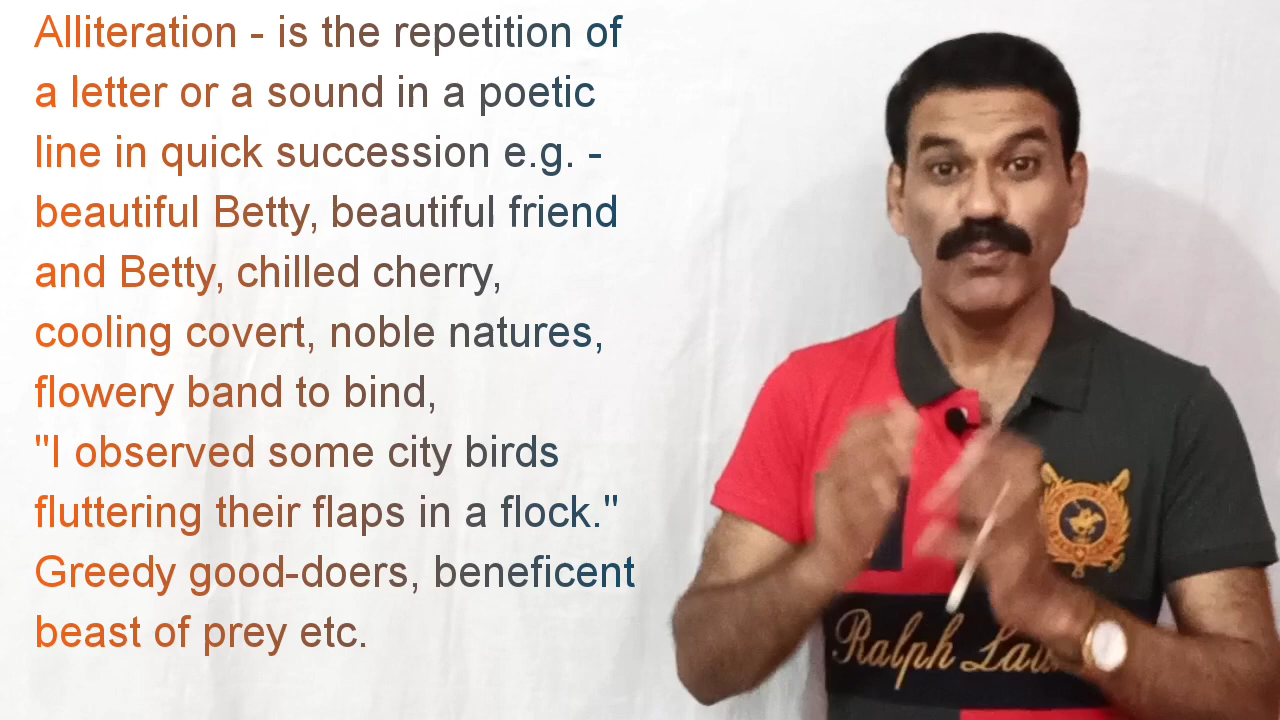 Alliteration - is the repetition of
a letter or a sound in a poetic
line in quick succession e.g. -
beautiful Betty, beautiful friend
and Betty, chilled cherry,
cooling covert, noble natures,
flowery band to bind,
"I observed some city birds
fluttering their flaps in a flock."
Greedy good-doers, beneficent
beast of prey etc.
Ralph